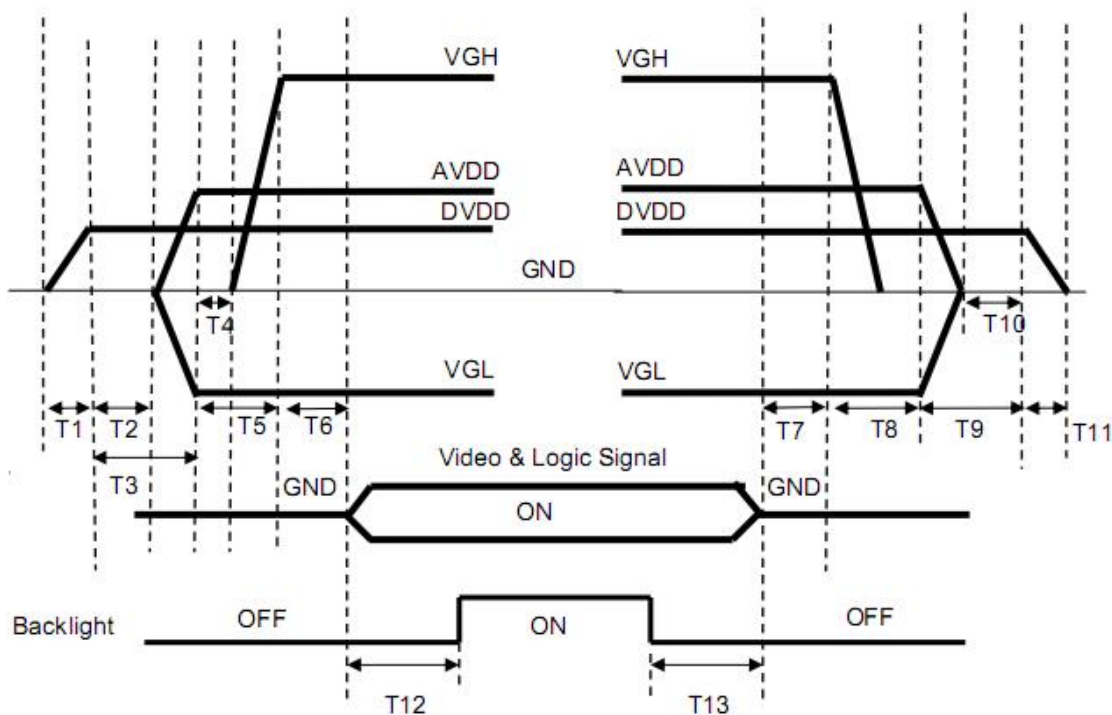 VGH VGH
AVDD AVDD
DVDD DVDD
GND
T4 T10
VGL VGL
T1 T2 T5 T6 T7 T8 T9 T11
T3
Video & Logic Signal
GND GND
ON
Backlight OFF ON OFF
T12 T13